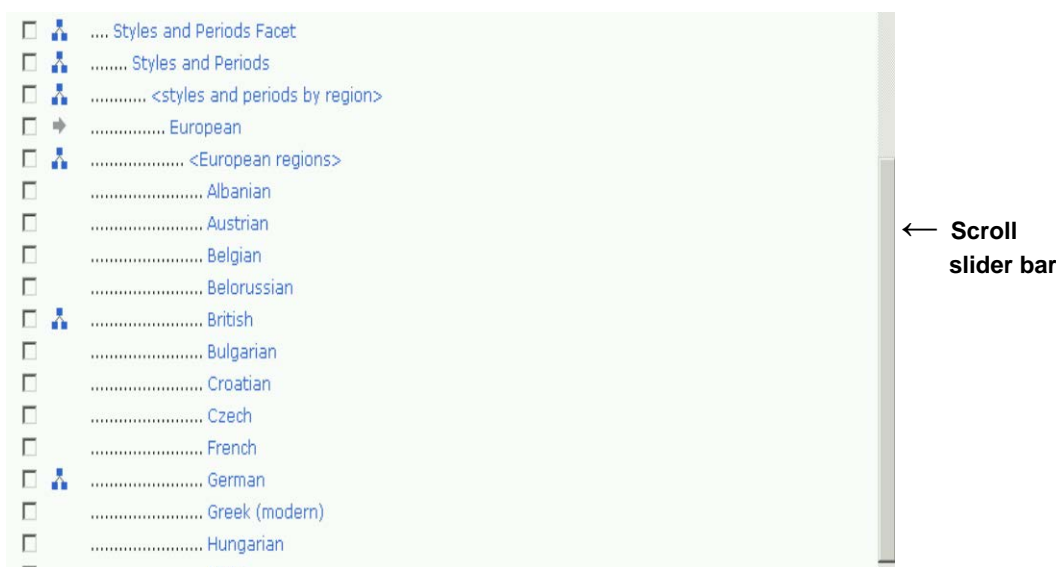 .... Styles and Periods Facet
........ Styles and Periods
............ <styles and periods by region>
................ European
.................... <European regions>
........................ Albanian
........................ Austrian
........................ Belgian
........................ Belorussian
........................ British
........................ Bulgarian
........................ Croatian
........................ Czech
........................ French
........................ German
........................ Greek (modern)
........................ Hungarian
← Scroll
slider bar